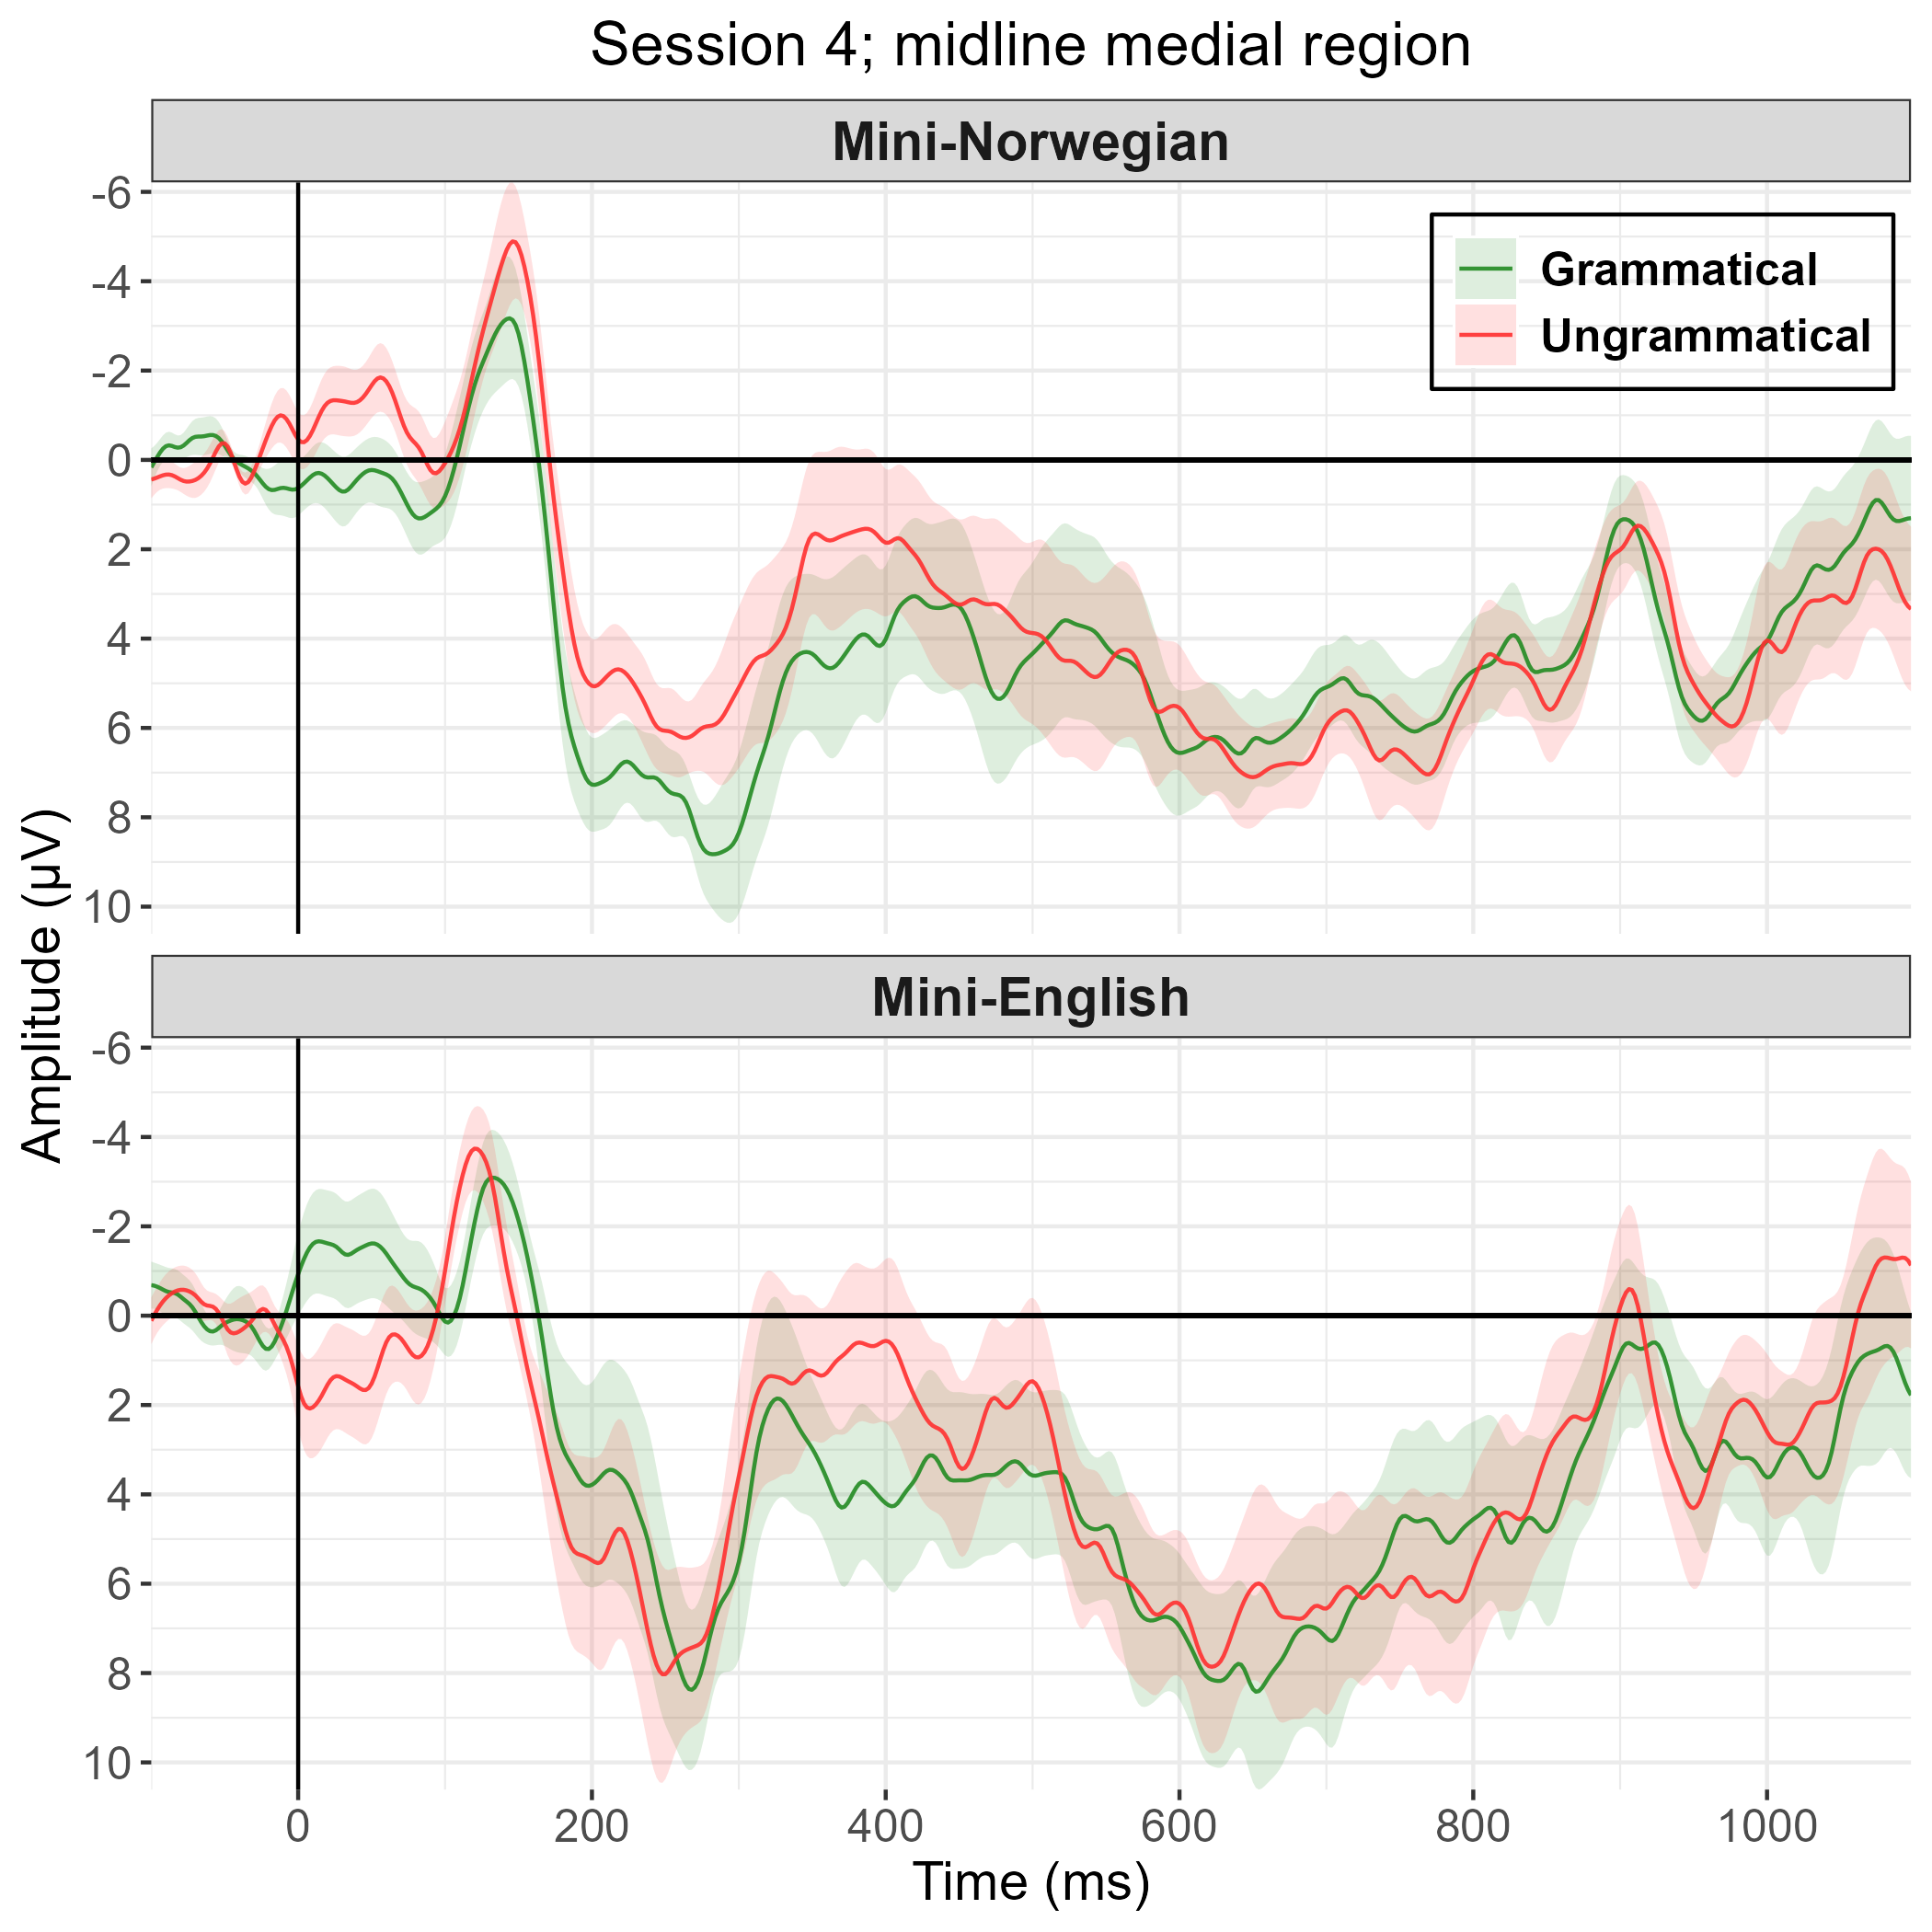 Session 4; midline medial region
Mini-Norwegian
-6
-4
-2
0
2
4
6
8
10
Grammatical
Ungrammatical
Amplitude (µV)
Mini-English
-6
-4
-2
0
2
4
6
8
10
0 200 400 600 800 1000
Time (ms)